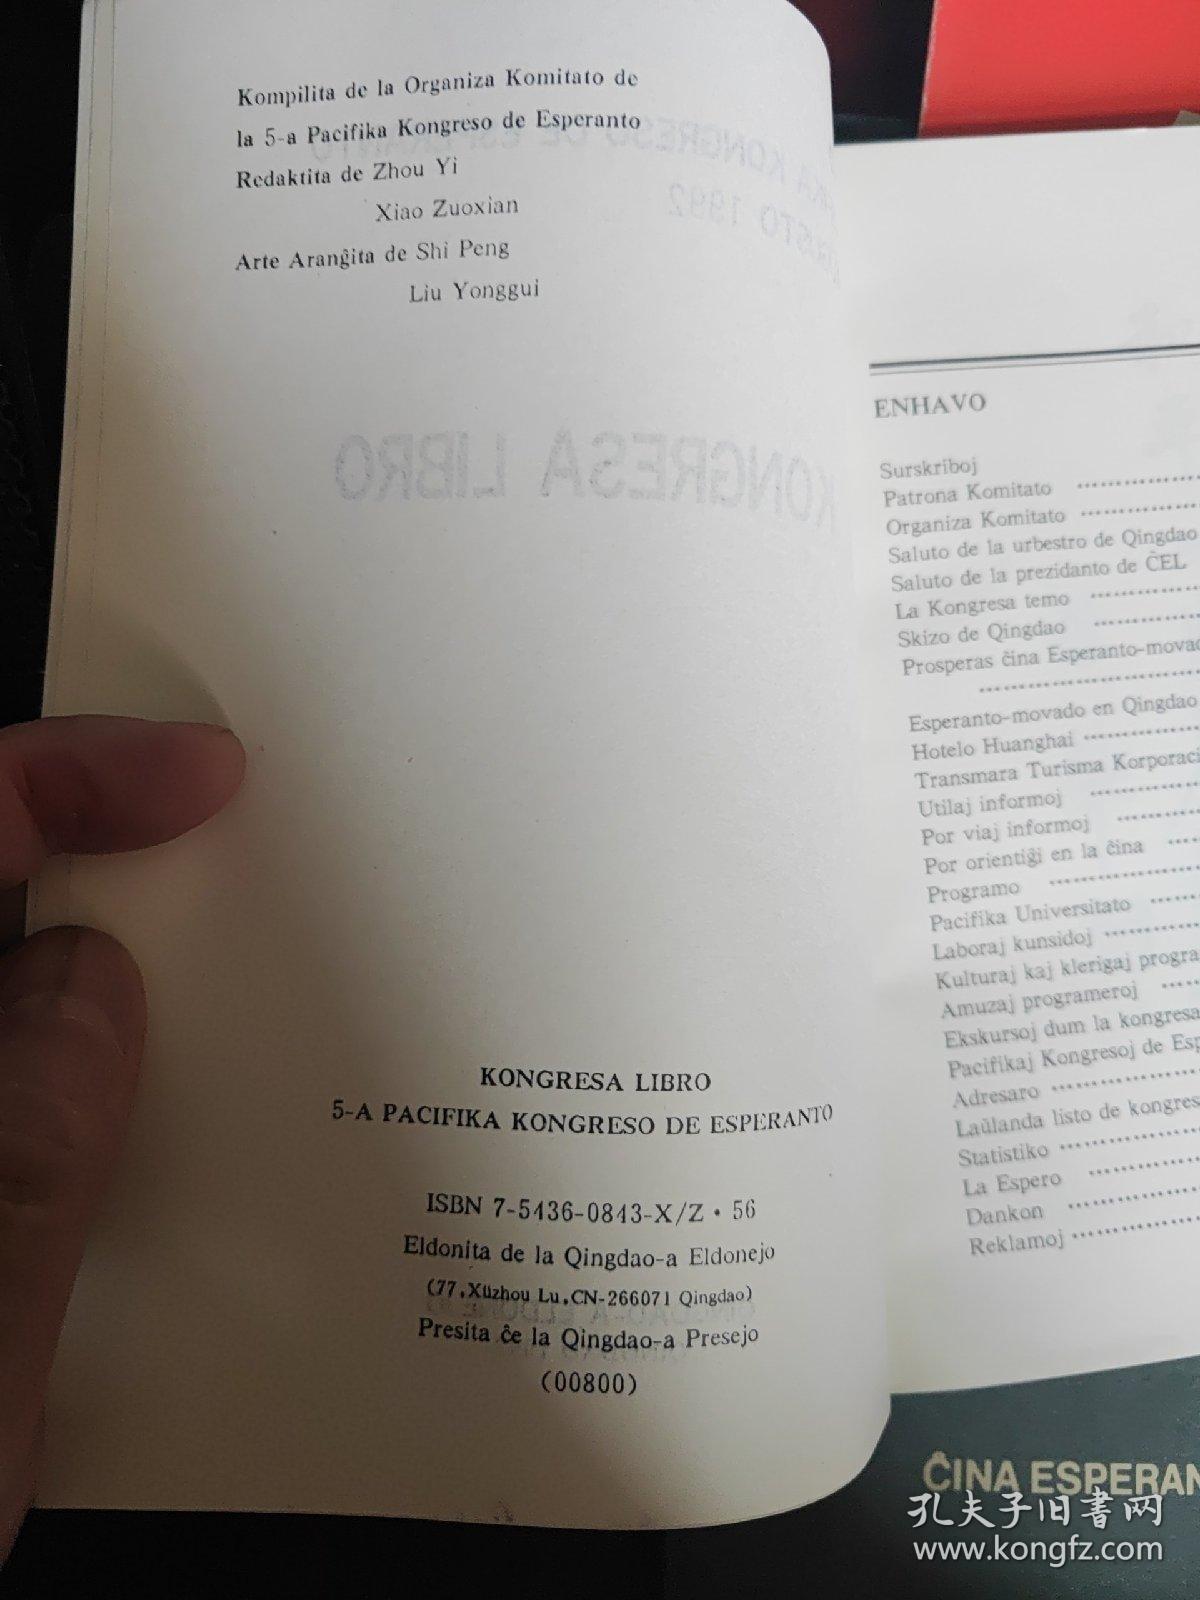 Kompilita de la Organiza Komitato de
la 5-a Pacifika Kongreso de Esperanto
Redaktita de Zhou Yi
Xiao Zuoxian
Arte Aranĝita de Shi Peng
Liu Yonggui
KONGRESA LIBRO
5-A PACIFIKA KONGRESO DE ESPERANTO
ISBN 7-5436-0843-X/Z·56
Eldonita de la Qingdao-a Eldonejo
(77,Xüzhou Lu,CN-266071 Qingdao)
Presita ĉe la Qingdao-a Presejo
(00800)
ENHAVO
Surskriboj
Patrona Komitato
Organiza Komitato
Saluto de la urbestro de Qingdao
Saluto de la prezidanto de ĈEL
La Kongresa temo
Skizo de Qingdao
Prosperas ĉina Esperanto-movad
Esperanto-movado en Qingdao
Hotelo Huanghai
Transmara Turisma Korporaci
Utilaj informoj
Por viaj informoj
Por orientiĝi en la ĉina
Programo
Pacifika Universitato
Laboraj kunsidoj
Kulturaj kaj klerigaj progra
Amuzaj programeroj
Ekskursoj dum la kongresa
Pacifikaj Kongresoj de Esp
Adresaro
Laŭlanda listo de kongres
Statistiko
La Espero
Dankon
Reklamoj
ĈINA ESPERAN
孔夫子旧书网
www.kongfz.com